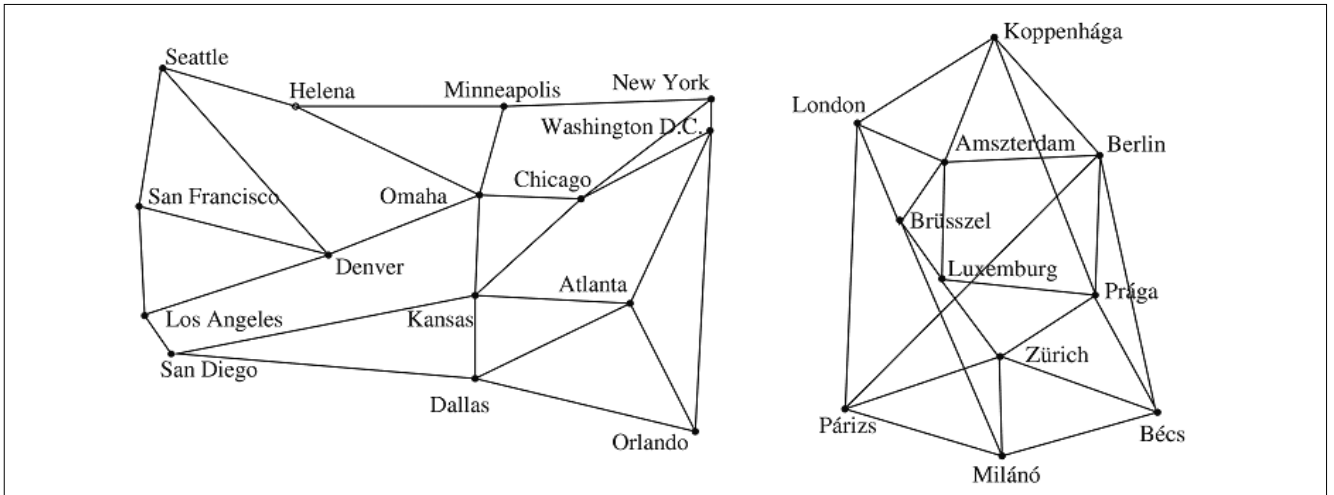 Seattle
Helena
Minneapolis
New York
Washington D.C.
San Francisco
Omaha
Chicago
Denver
Atlanta
Los Angeles
Kansas
San Diego
Dallas
Orlando
Koppenhága
London
Amszterdam
Berlin
Brüsszel
Luxemburg
Prága
Zürich
Párizs
Bécs
Milánó